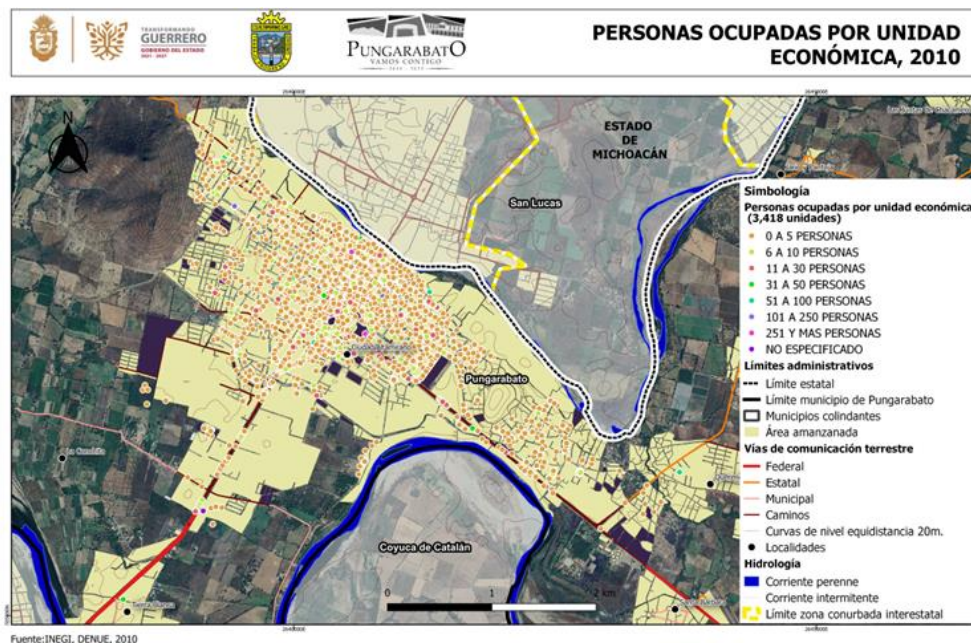 TRANSFORMANDO
GUERRERO
GOBIERNO DEL ESTADO
2021 - 2027
PUNGARABATO
VAMOS CONTIGO
PERSONAS OCUPADAS POR UNIDAD
ECONÓMICA, 2010
N
ESTADO
DE
MICHOACÁN
San Lucas
Pungarabato
Coyuca de Catalán
Simbología
Personas ocupadas por unidad económica
(3,418 unidades)
0 A 5 PERSONAS
6 A 10 PERSONAS
11 A 30 PERSONAS
31 A 50 PERSONAS
51 A 100 PERSONAS
101 A 250 PERSONAS
251 Y MAS PERSONAS
NO ESPECIFICADO
Límites administrativos
Límite estatal
Límite municipio de Pungarabato
Municipios colindantes
Área amanzanada
Vías de comunicación terrestre
Federal
Estatal
Municipal
Caminos
Curvas de nivel equidistancia 20m.
Localidades
Hidrología
Corriente perenne
Corriente intermitente
Límite zona conurbada interestatal
0 1 2 km
Fuente:INEGI, DENUE, 2010